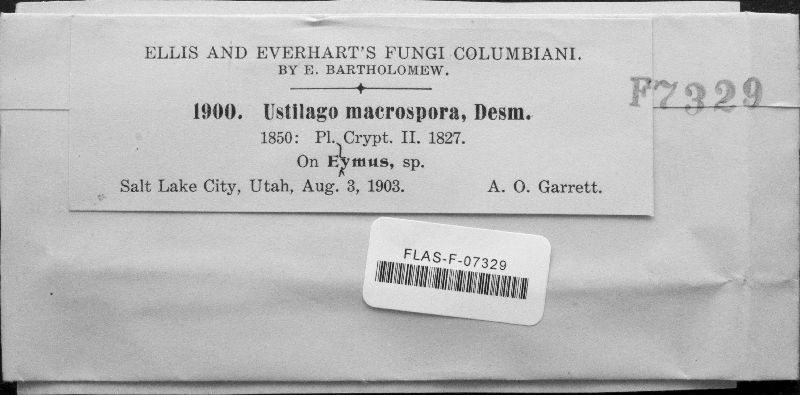 ELLIS AND EVERHART'S FUNGI COLUMBIANI.
BY E. BARTHOLOMEW.
1900. Ustilago macrospora, Desm.
F7329
1850: Pl. Crypt. II. 1827.
l
On Eymus, sp.
Salt Lake City, Utah, Aug. 3, 1903. A. O. Garrett.
FLAS-F-07329